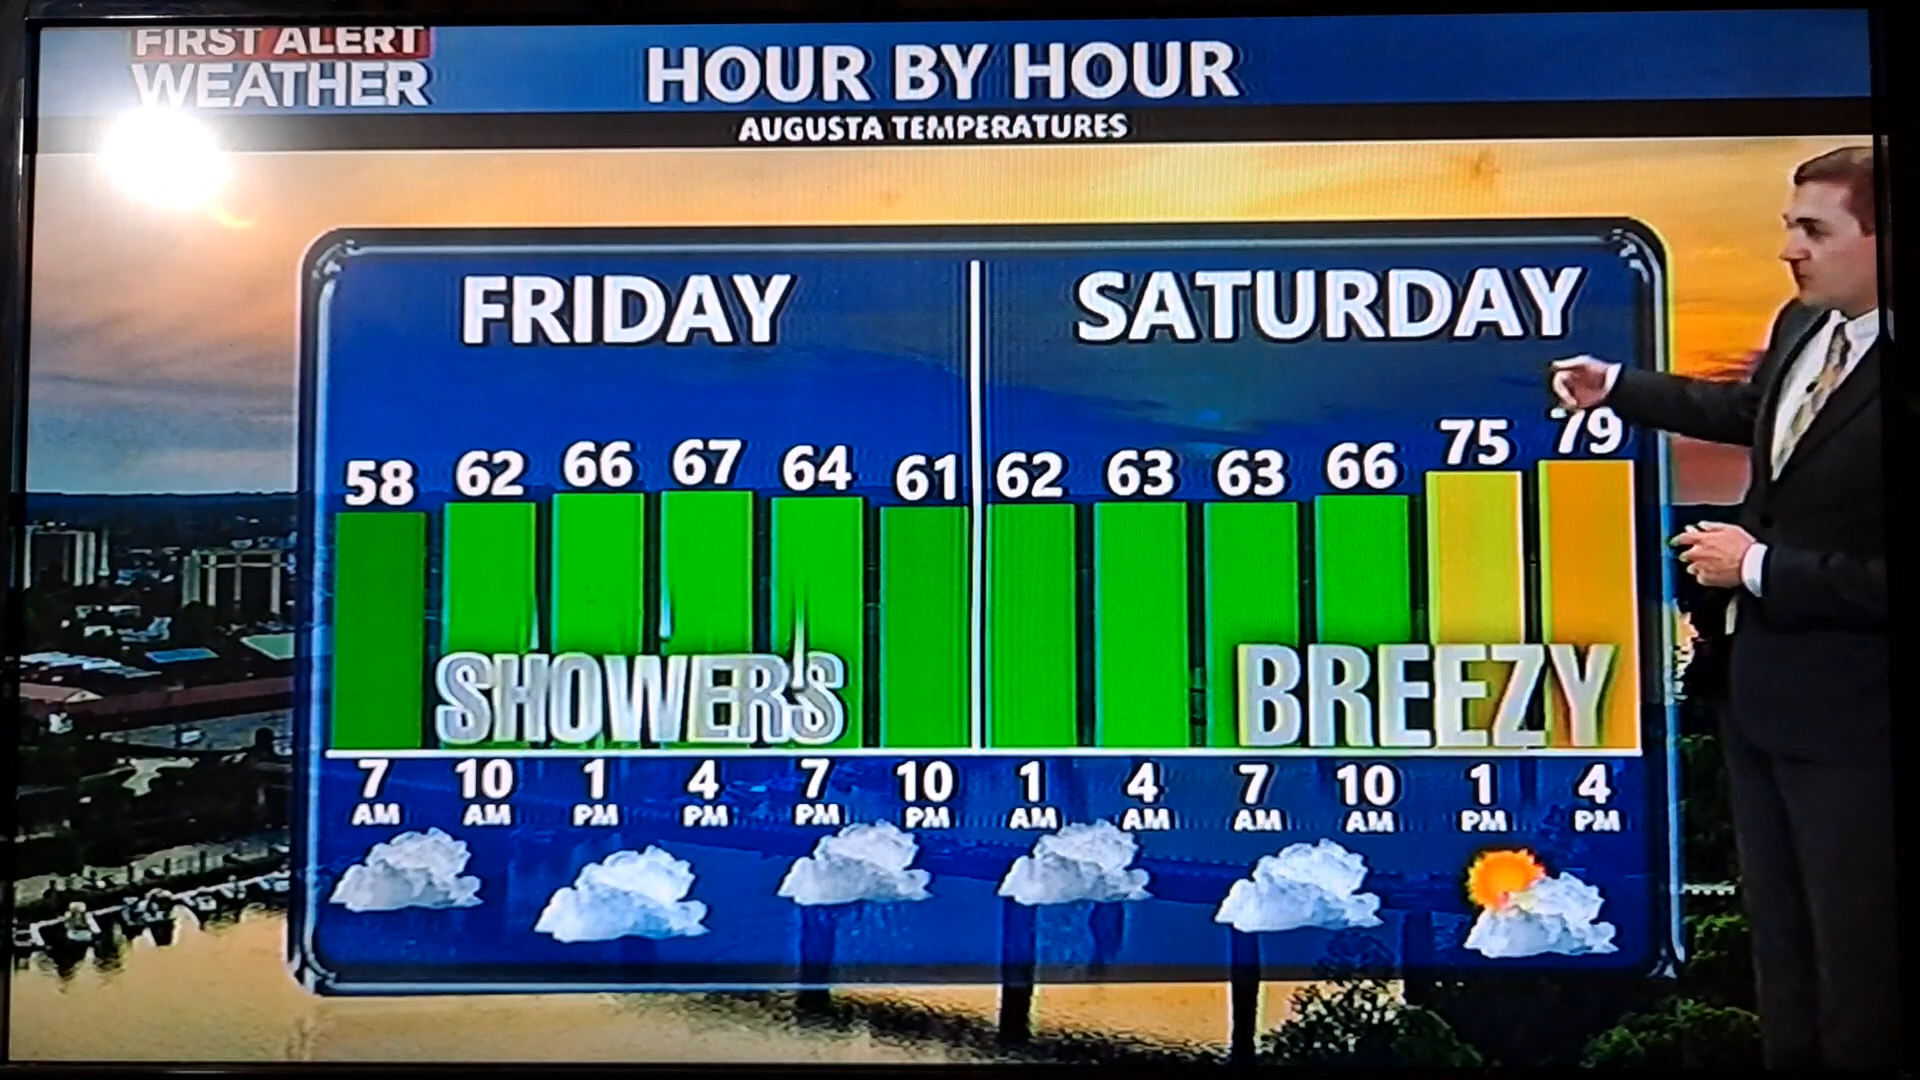 FIRST ALERT
WEATHER
HOUR BY HOUR
AUGUSTA TEMPERATURES
FRIDAY SATURDAY
58 62 66 67 64 61 62 63 63 66 75 79
SHOWERS BREEZY
7 10 1 4 7 10 1 4 7 10 1 4
AM AM PM PM PM PM AM AM AM AM PM PM